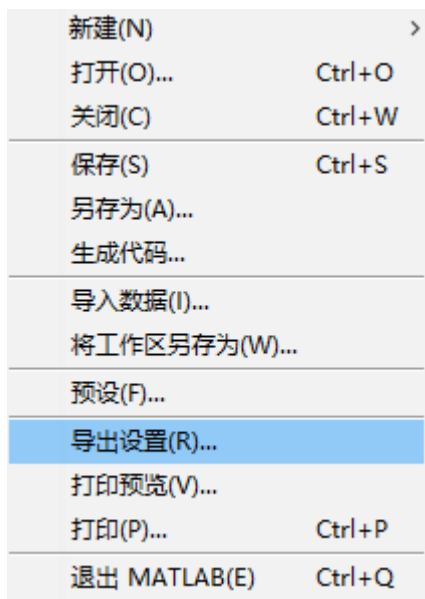 新建(N) >
打开(O)... Ctrl+O
关闭(C) Ctrl+W
保存(S) Ctrl+S
另存为(A)...
生成代码...
导入数据(I)...
将工作区另存为(W)...
预设(F)...
导出设置(R)...
打印预览(V)...
打印(P)... Ctrl+P
退出 MATLAB(E) Ctrl+Q